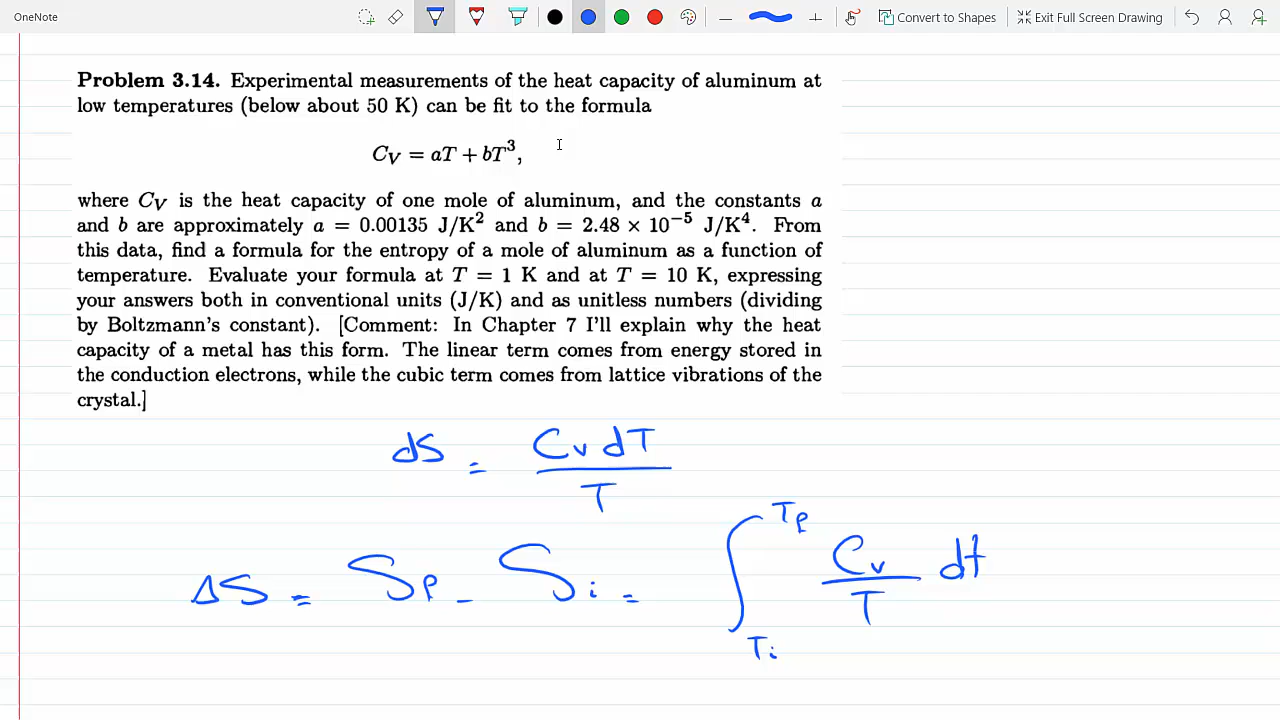 OneNote
Convert to Shapes Exit Full Screen Drawing
Problem 3.14. Experimental measurements of the heat capacity of aluminum at
low temperatures (below about 50 K) can be fit to the formula
C_V = aT + bT³,
where C_V is the heat capacity of one mole of aluminum, and the constants a
and b are approximately a = 0.00135 J/K² and b = 2.48 × 10⁻⁵ J/K⁴. From
this data, find a formula for the entropy of a mole of aluminum as a function of
temperature. Evaluate your formula at T = 1 K and at T = 10 K, expressing
your answers both in conventional units (J/K) and as unitless numbers (dividing
by Boltzmann's constant). [Comment: In Chapter 7 I'll explain why the heat
capacity of a metal has this form. The linear term comes from energy stored in
the conduction electrons, while the cubic term comes from lattice vibrations of the
crystal.]
dS = C_v dT / T
ΔS = S_f - S_i = ∫_{T_i}^{T_f} C_v / T dt